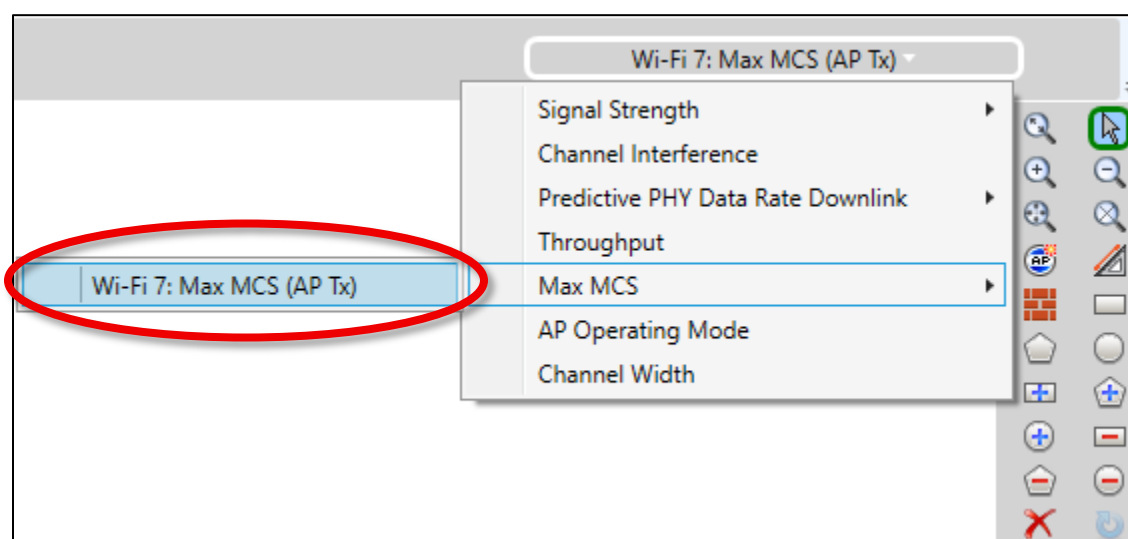 Wi-Fi 7: Max MCS (AP Tx)
Signal Strength
Channel Interference
Predictive PHY Data Rate Downlink
Throughput
Wi-Fi 7: Max MCS (AP Tx)
Max MCS
AP Operating Mode
Channel Width
AP